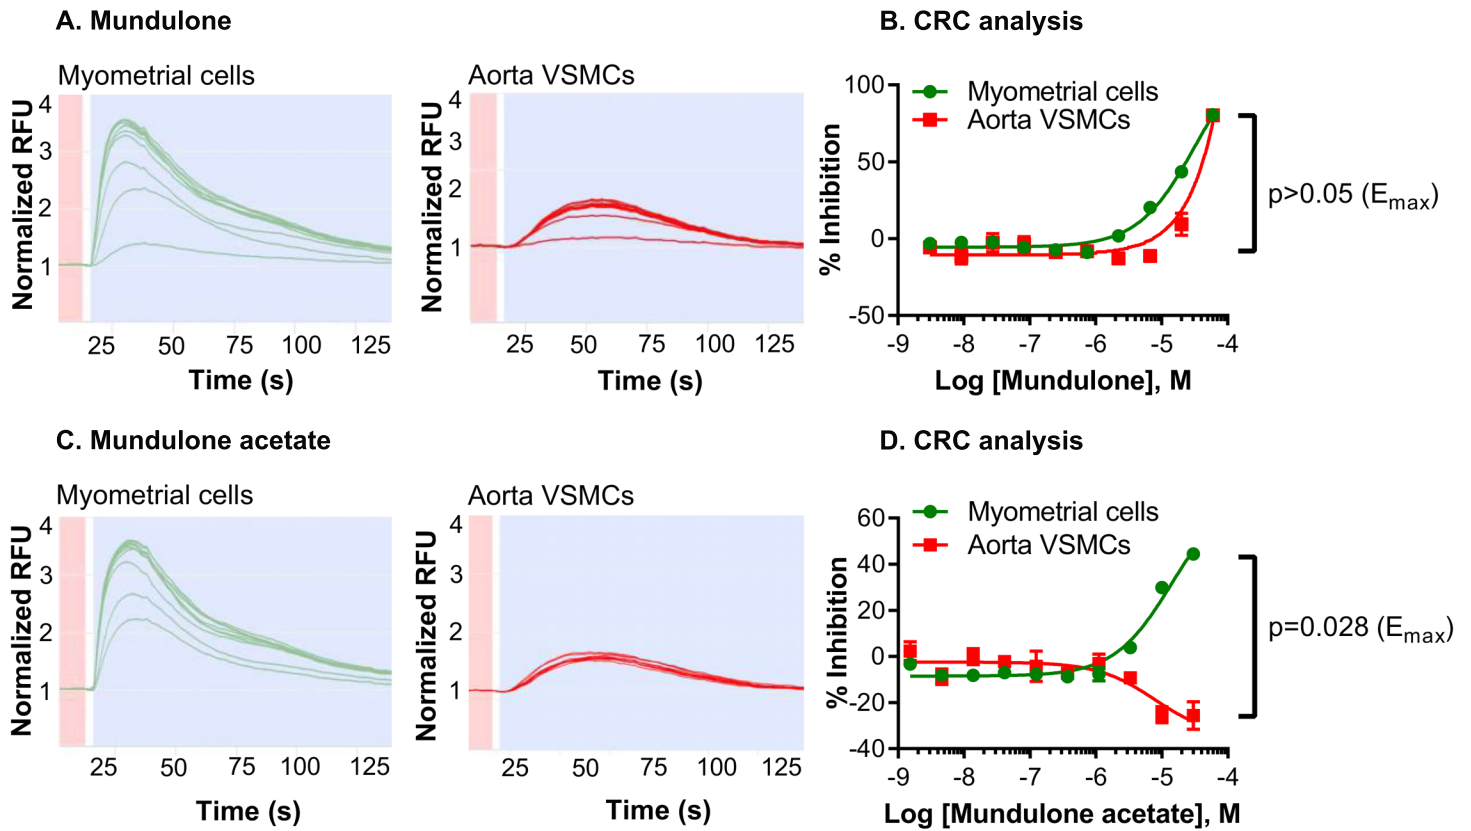 A. Mundulone
B. CRC analysis
Myometrial cells
Aorta VSMCs
Normalized RFU
4
3
2
1
25 50 75 100 125
Time (s)
Normalized RFU
4
3
2
1
25 50 75 100 125
Time (s)
% Inhibition
100
50
0
-50
Myometrial cells
Aorta VSMCs
p>0.05 (Emax)
-9 -8 -7 -6 -5 -4
Log [Mundulone], M
C. Mundulone acetate
D. CRC analysis
Myometrial cells
Aorta VSMCs
Normalized RFU
4
3
2
1
25 50 75 100 125
Time (s)
Normalized RFU
4
3
2
1
25 50 75 100 125
Time (s)
% Inhibition
60
40
20
0
-20
-40
Myometrial cells
Aorta VSMCs
p=0.028 (Emax)
-9 -8 -7 -6 -5 -4
Log [Mundulone acetate], M